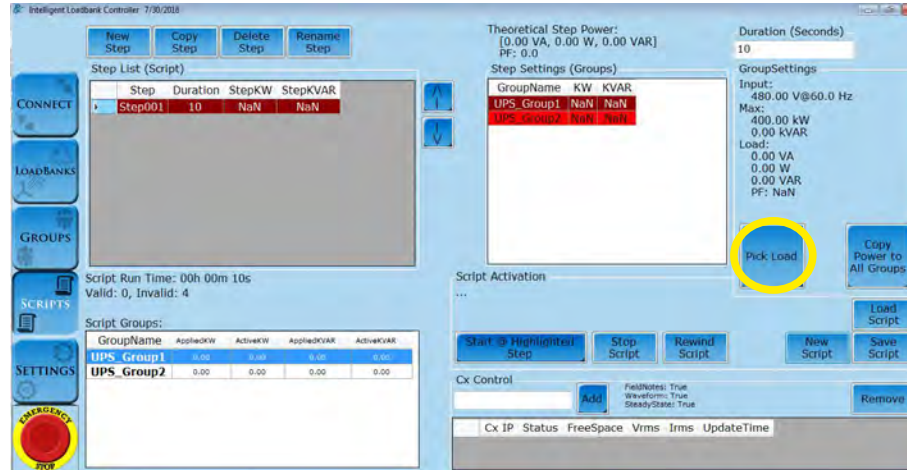 Intelligent Loadbank Controller 7/30/2016
New Step
Copy Step
Delete Step
Rename Step
Step List (Script)
Step Duration StepKW StepKVAR
Step001 10 NaN NaN
Theoretical Step Power:
[0.00 VA, 0.00 W, 0.00 VAR]
PF: 0.0
Step Settings (Groups)
GroupName KW KVAR
UPS_Group1 NaN NaN
UPS_Group2 NaN NaN
Duration (Seconds)
10
GroupSettings
Input:
480.00 V@60.0 Hz
Max:
400.00 kW
0.00 kVAR
Load:
0.00 VA
0.00 W
0.00 VAR
PF: NaN
Pick Load
Copy Power to All Groups
CONNECT
LOADBANKS
GROUPS
SCRIPTS
SETTINGS
EMERGENCY
STOP
Script Run Time: 00h 00m 10s
Valid: 0, Invalid: 4
Script Groups:
GroupName AppliedKW ActiveKW AppliedKVAR ActiveKVAR
UPS_Group1 0.00 0.00 0.00 0.00
UPS_Group2 0.00 0.00 0.00 0.00
Script Activation
...
Load Script
Start @ Highlighted Step
Stop Script
Rewind Script
New Script
Save Script
Cx Control
Add
FieldNotes: True
Waveform: True
SteadyState: True
Remove
Cx IP Status FreeSpace Vrms Irms UpdateTime